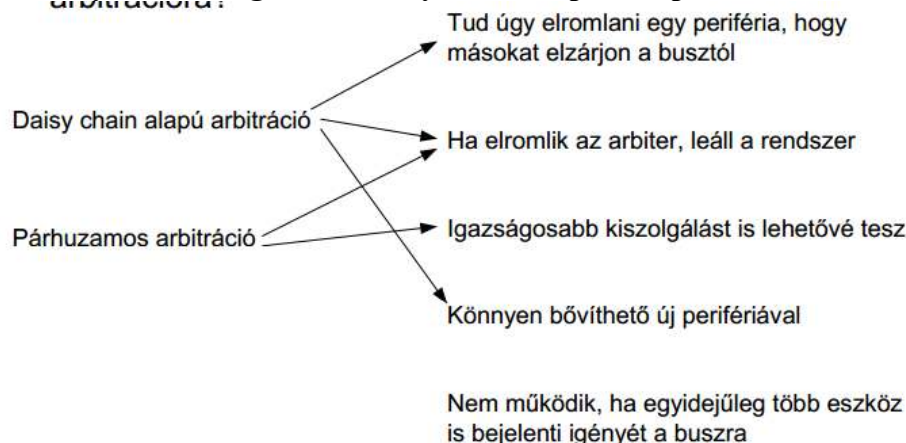 arbitrációra?
Tud úgy elromlani egy periféria, hogy
másokat elzárjon a busztól
Daisy chain alapú arbitráció
Ha elromlik az arbiter, leáll a rendszer
Párhuzamos arbitráció
Igazságosabb kiszolgálást is lehetővé tesz
Könnyen bővíthető új perifériával
Nem működik, ha egyidejűleg több eszköz
is bejelenti igényét a buszra